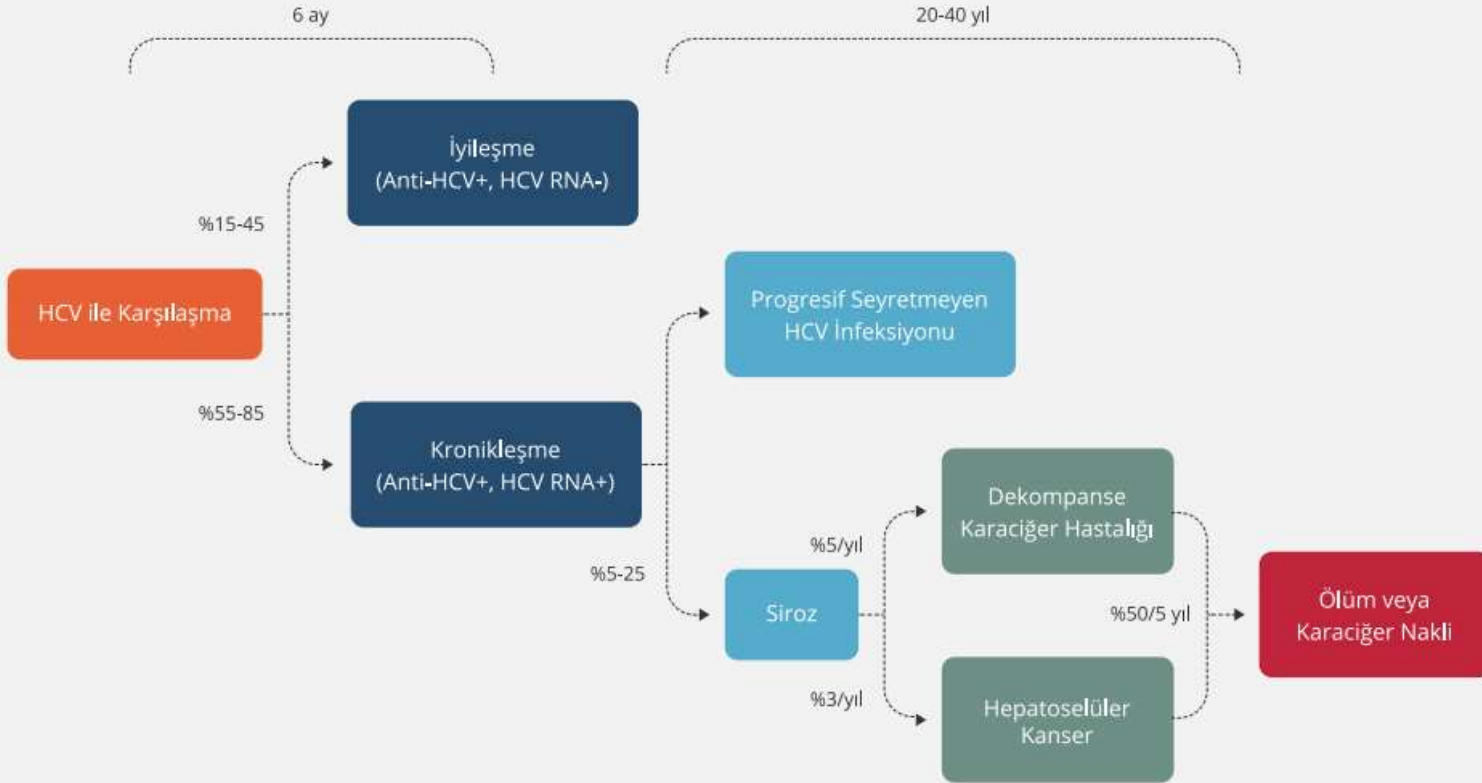 6 ay
20-40 yıl
İyileşme
(Anti-HCV+, HCV RNA-)
%15-45
HCV ile Karşılaşma
%55-85
Kronikleşme
(Anti-HCV+, HCV RNA+)
Progresif Seyretmeyen
HCV İnfeksiyonu
%5-25
Siroz
%5/yıl
%3/yıl
Dekompanse
Karaciğer Hastalığı
Hepatoselüler
Kanser
%50/5 yıl
Ölüm veya
Karaciğer Nakli